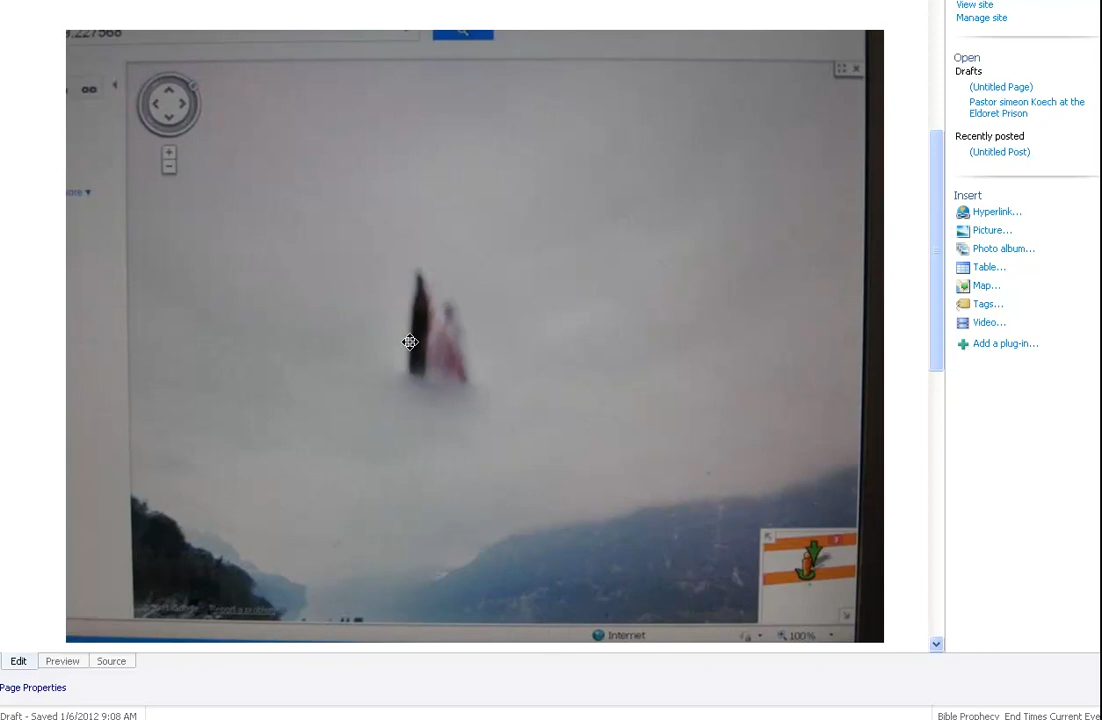 View site
Manage site
Open
Drafts
(Untitled Page)
Pastor simeon Koech at the
Eldoret Prison
Recently posted
(Untitled Post)
Insert
Hyperlink...
Picture...
Photo album...
Table...
Map...
Tags...
Video...
Add a plug-in...
Report a problem
Internet
100%
Edit
Preview
Source
Page Properties
Draft - Saved 1/6/2012 9:08 AM
Bible Prophecy End Times Current Eve